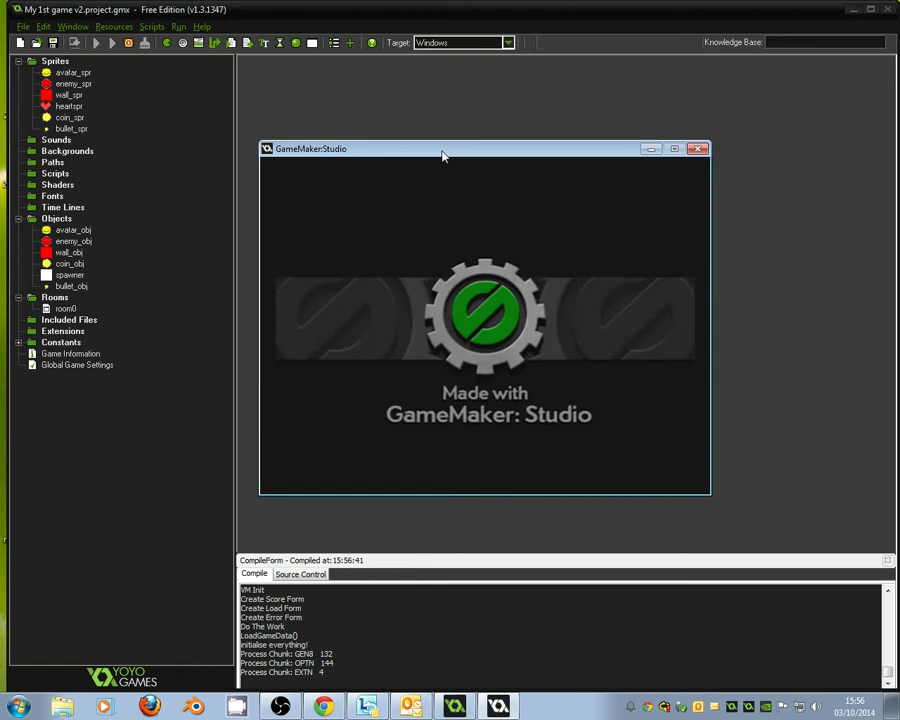 My 1st game v2.project.gmx - Free Edition (v1.3.1347)
File Edit Window Resources Scripts Run Help
Target: Windows
Knowledge Base:
Sprites
avatar_spr
enemy_spr
wall_spr
heartspr
coin_spr
bullet_spr
Sounds
Backgrounds
Paths
Scripts
Shaders
Fonts
Time Lines
Objects
avatar_obj
enemy_obj
wall_obj
coin_obj
spawner
bullet_obj
Rooms
room0
Included Files
Extensions
Constants
Game Information
Global Game Settings
GameMaker:Studio
Made with
GameMaker: Studio
CompileForm - Compiled at:15:56:41
Compile Source Control
VM Init
Create Score Form
Create Load Form
Create Error Form
Do The Work
LoadGameData()
initialise everything!
Process Chunk: GEN8 132
Process Chunk: OPTN 144
Process Chunk: EXTN 4
YOYO
GAMES
15:56
03/10/2014